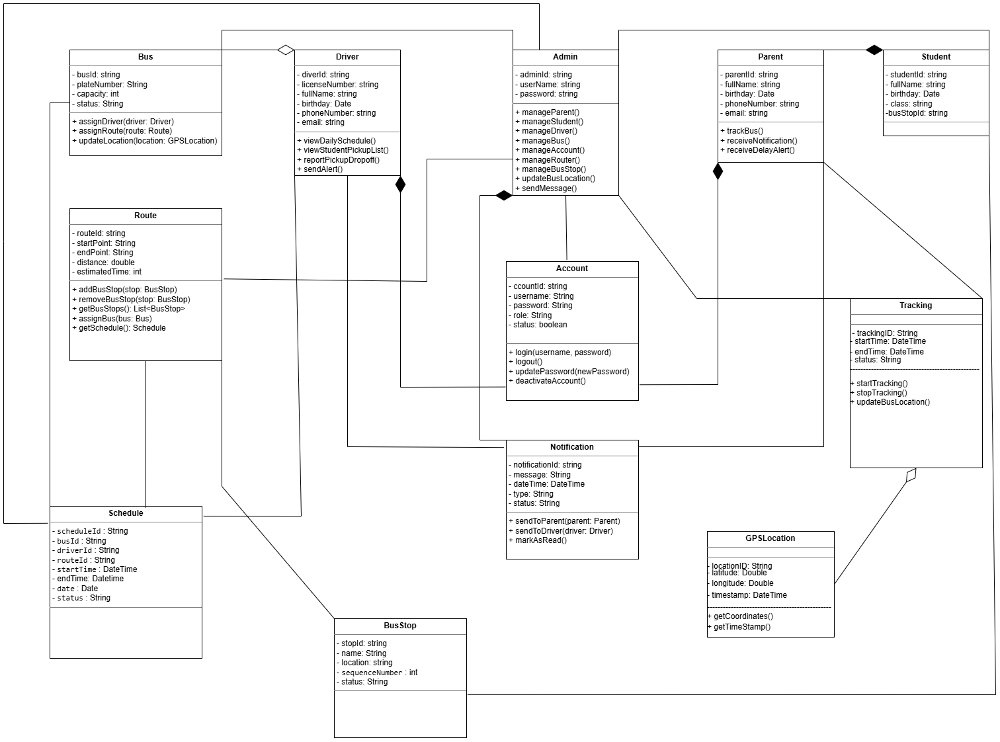 Bus
- busId: string
- plateNumber: String
- capacity: int
- status: String
+ assignDriver(driver: Driver)
+ assignRoute(route: Route)
+ updateLocation(location: GPSLocation)
Driver
- diverId: string
- licenseNumber: string
- fullName: string
- birthday: Date
- phoneNumber: string
- email: string
+ viewDailySchedule()
+ viewStudentPickupList()
+ reportPickupDropoff()
+ sendAlert()
Admin
- adminId: string
- userName: string
- password: string
+ manageParent()
+ manageStudent()
+ manageDriver()
+ manageBus()
+ manageAccount()
+ manageRouter()
+ manageBusStop()
+ updateBusLocation()
+ sendMessage()
Parent
- parentId: string
- fullName: string
- birthday: Date
- phoneNumber: string
- email: string
+ trackBus()
+ receiveNotification()
+ receiveDelayAlert()
Student
- studentId: string
- fullName: string
- birthday: Date
- class: string
-busStopId: string
Route
- routeId: string
- startPoint: String
- endPoint: String
- distance: double
- estimatedTime: int
+ addBusStop(stop: BusStop)
+ removeBusStop(stop: BusStop)
+ getBusStops(): List<BusStop>
+ assignBus(bus: Bus)
+ getSchedule(): Schedule
Account
- ccountId: string
- username: String
- password: String
- role: String
- status: boolean
+ login(username, password)
+ logout()
+ updatePassword(newPassword)
+ deactivateAccount()
Tracking
- trackingID: String
- startTime: DateTime
- endTime: DateTime
- status: String
+ startTracking()
+ stopTracking()
+ updateBusLocation()
Notification
- notificationId: string
- message: String
- dateTime: DateTime
- type: String
- status: String
+ sendToParent(parent: Parent)
+ sendToDriver(driver: Driver)
+ markAsRead()
Schedule
- scheduleId : String
- busId : String
- driverId : String
- routeId : String
- startTime : DateTime
- endTime: Datetime
- date : Date
- status : String
GPSLocation
- locationID: String
- latitude: Double
- longitude: Double
- timestamp: DateTime
+ getCoordinates()
+ getTimeStamp()
BusStop
- stopId: string
- name: String
- location: string
- sequenceNumber : int
- status: String